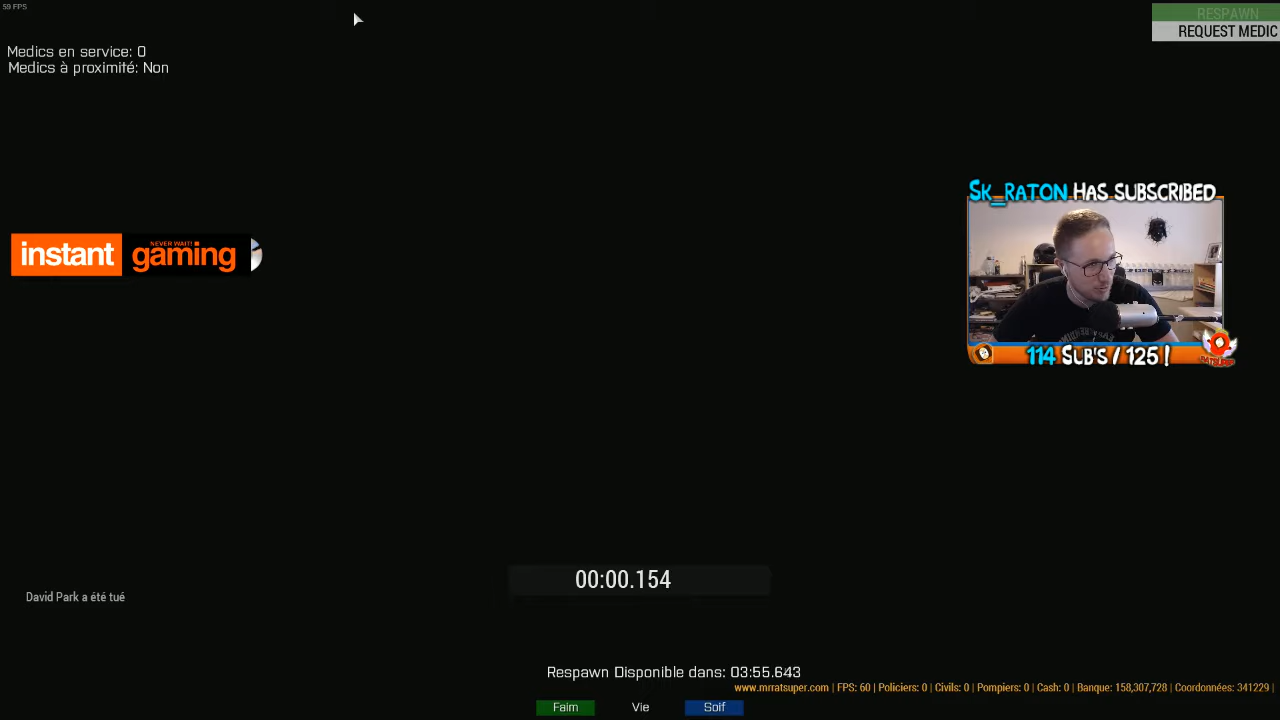 59 FPS
RESPAWN
REQUEST MEDIC
Medics en service: 0
Medics à proximité: Non
SK_RATON HAS SUBSCRIBED
instant
NEVER WAIT!
gaming
114 SUB'S / 125 !
00:00.154
David Park a été tué
Respawn Disponible dans: 03:55.643
www.mrratsuper.com | FPS: 60 | Policiers: 0 | Civils: 0 | Pompiers: 0 | Cash: 0 | Banque: 158,307,728 | Coordonnées: 341229 |
Faim
Vie
Soif